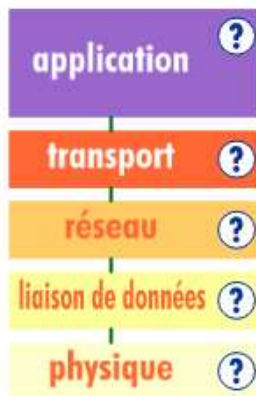 application ?
transport ?
réseau ?
liaison de données ?
physique ?